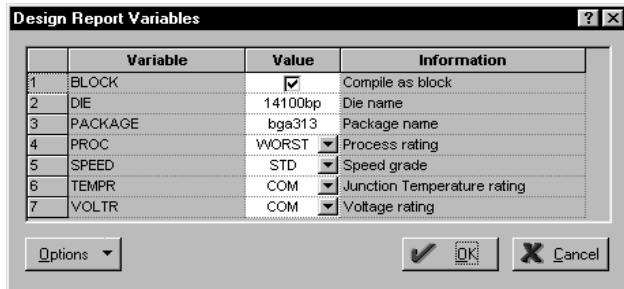 Design Report Variables
Variable Value Information
1 BLOCK Compile as block
2 DIE 14100bp Die name
3 PACKAGE bga313 Package name
4 PROC WORST Process rating
5 SPEED STD Speed grade
6 TEMPR COM Junction Temperature rating
7 VOLTR COM Voltage rating
Options OK Cancel